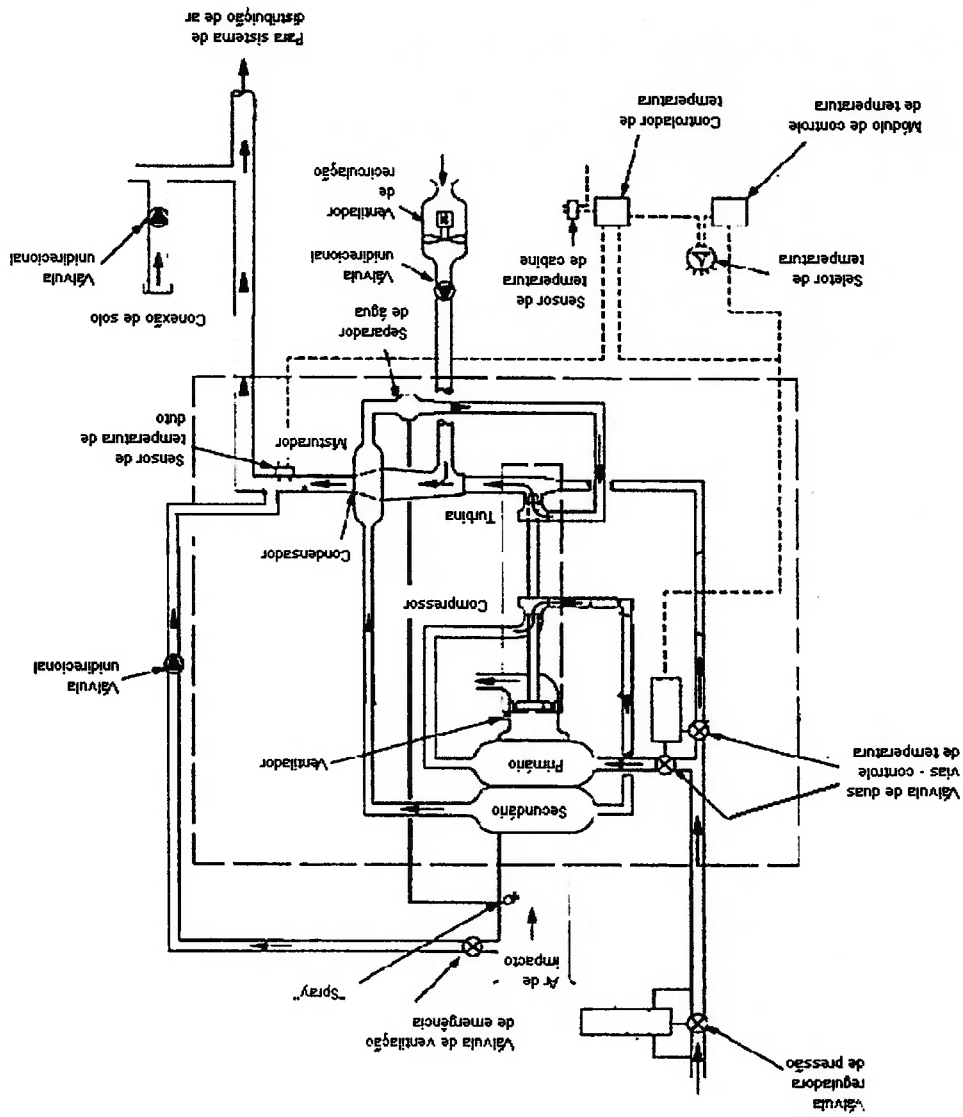 Válvula
reguladora
de pressão
Válvula de ventilação
de emergência
"Spray"
Ar de
impacto
Válvula de duas
vias - controle
de temperatura
Secundário
Primário
Ventilador
Válvula
unidirecional
Compressor
Condensador
Turbina
Misturador
Sensor de
temperatura de
duto
Separador
de água
Conexão de solo
Seletor de
temperatura
Sensor de
temperatura
de cabine
Válvula
unidirecional
Válvula
unidirecional
Ventilador
de
recirculação
Módulo de controle
de temperatura
Controlador de
temperatura
Para sistema de
distribuição de ar